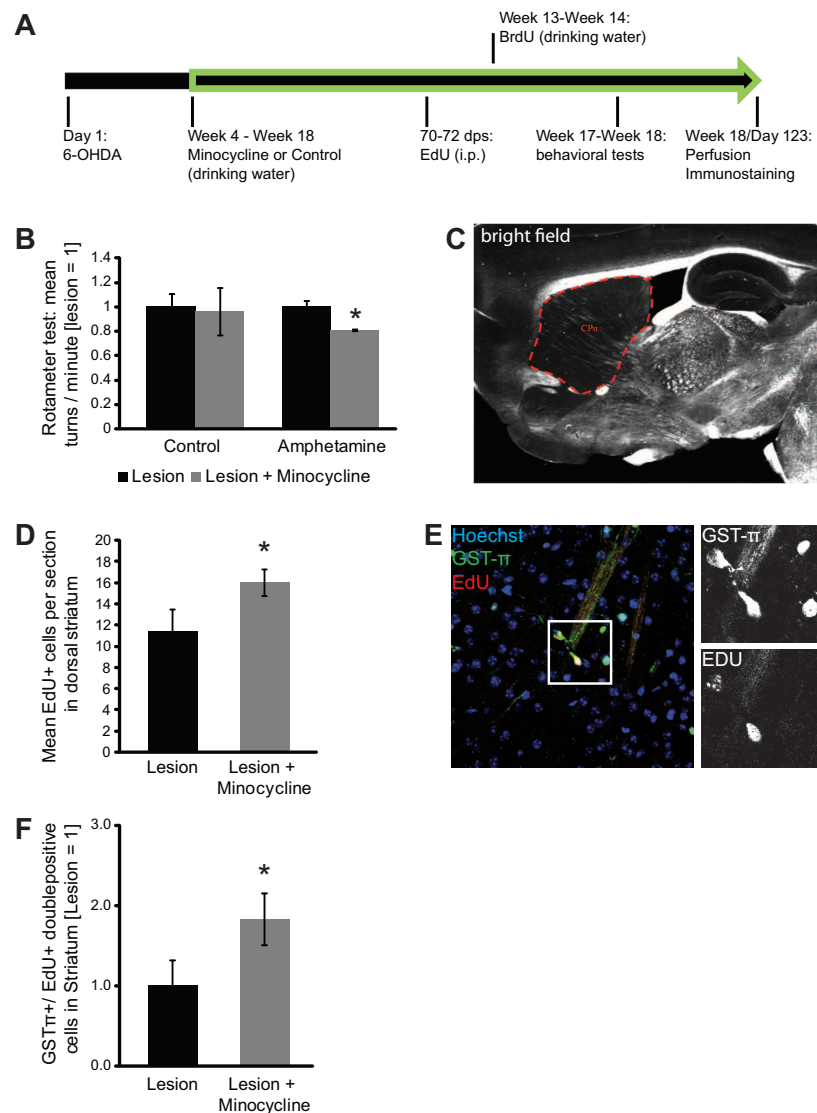 A
Week 13-Week 14:
BrdU (drinking water)
Day 1:
6-OHDA
Week 4 - Week 18
Minocycline or Control
(drinking water)
70-72 dps:
EdU (i.p.)
Week 17-Week 18:
behavioral tests
Week 18/Day 123:
Perfusion
Immunostaining
B
Rotameter test: mean
turns / minute [lesion = 1]
1.4
1.2
1
0.8
0.6
0.4
0.2
0
*
Control
Amphetamine
Lesion
Lesion + Minocycline
C
bright field
CPu
D
Mean EdU+ cells per section
in dorsal striatum
20
18
16
14
12
10
8
6
4
2
0
*
Lesion
Lesion +
Minocycline
E
Hoechst
GST-π
EdU
GST-π
EDU
F
GSTπ+/ EdU+ doublepositive
cells in Striatum [Lesion = 1]
3.0
2.0
1.0
0.0
*
Lesion
Lesion +
Minocycline